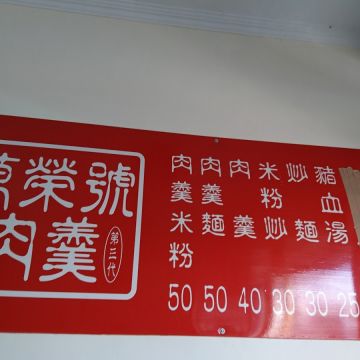 萬榮號
肉羹
第三代
豬血湯 25
炒麵 30
米粉炒 30
肉羹 40
肉羹麵 50
肉羹米粉 50